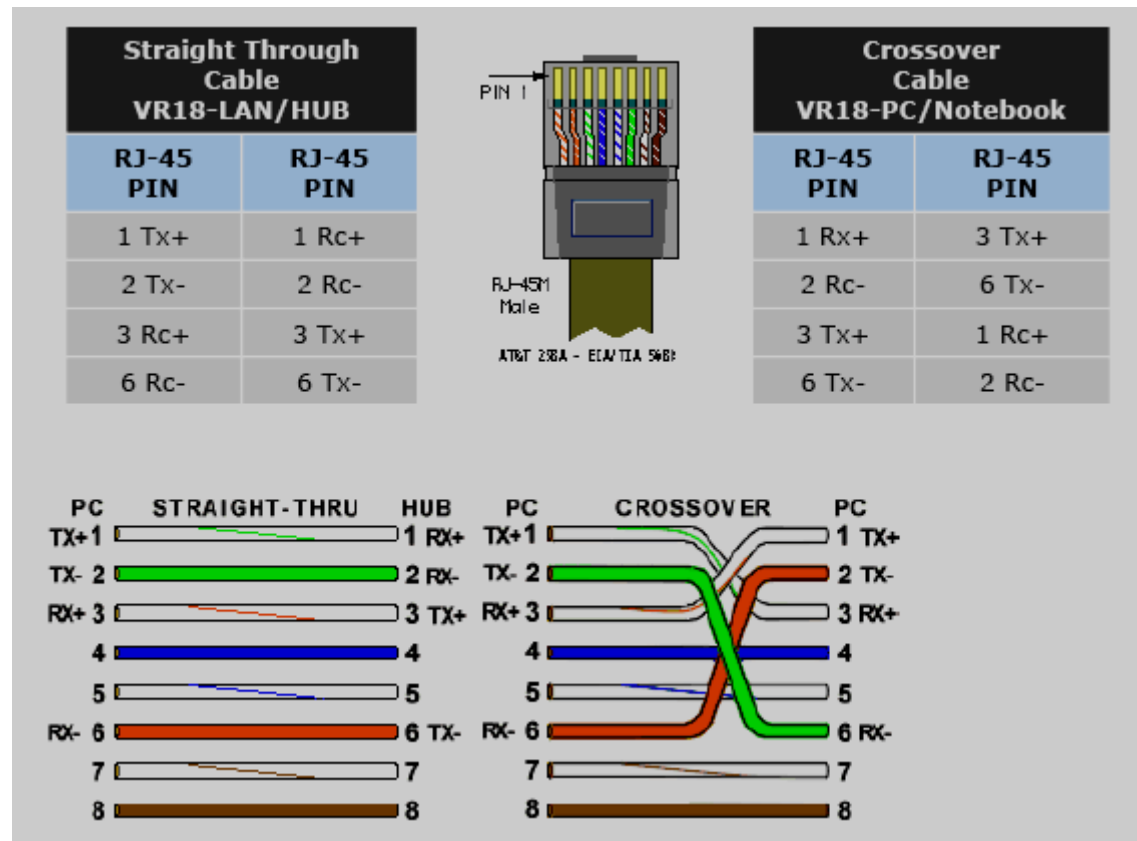 Straight Through
Cable
VR18-LAN/HUB
RJ-45
PIN
RJ-45
PIN
1 Tx+
1 Rc+
2 Tx-
2 Rc-
3 Rc+
3 Tx+
6 Rc-
6 Tx-
PIN 1
RJ-45M
Male
AT&T 258A - EIA/TIA
Crossover
Cable
VR18-PC/Notebook
RJ-45
PIN
RJ-45
PIN
1 Rx+
3 Tx+
2 Rc-
6 Tx-
3 Tx+
1 Rc+
6 Tx-
2 Rc-
PC STRAIGHT-THRU HUB
TX+ 1 1 RX+
TX- 2 2 RX-
RX+ 3 3 TX+
4 4
5 5
RX- 6 6 TX-
7 7
8 8
PC CROSSOVER PC
TX+ 1 1 TX+
TX- 2 2 TX-
RX+ 3 3 RX+
4 4
5 5
RX- 6 6 RX-
7 7
8 8